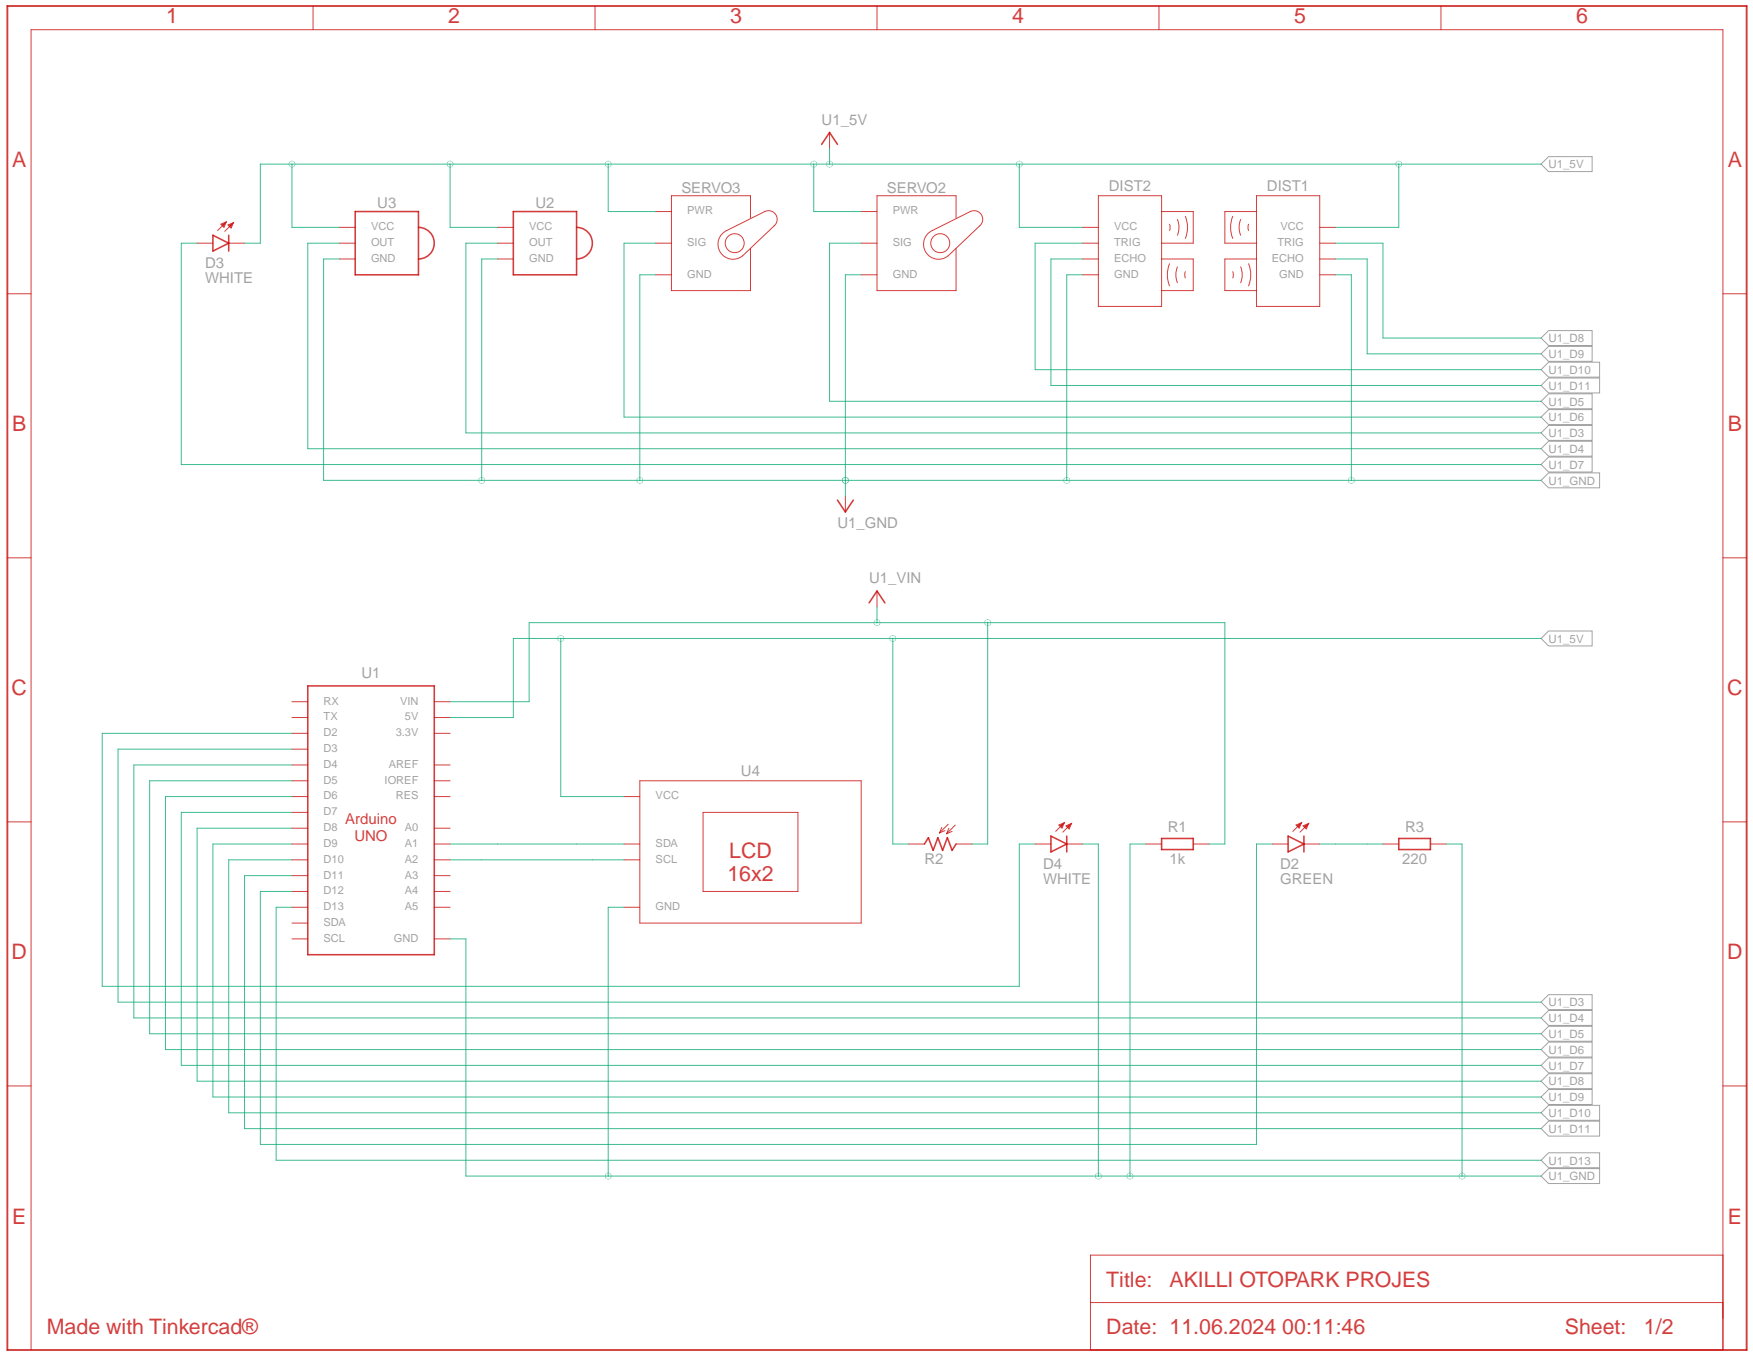 1 2 3 4 5 6
U1_5V
A A
U1_5V
SERVO3 SERVO2 DIST2 DIST1
U3 U2
PWR PWR
VCC VCC VCC VCC
OUT OUT SIG SIG TRIG TRIG
GND GND ECHO ECHO
GND GND GND GND
D3
WHITE
U1_D8
U1_D9
U1_D10
U1_D11
U1_D5
U1_D6
B B
U1_D3
U1_D4
U1_D7
U1_GND
U1_GND
U1_VIN
U1_5V
C C
U1
RX VIN
TX 5V
D2 3.3V
D3
D4 AREF
D5 IOREF
D6 RES
D7
D8 A0
D9 A1
D10 A2
D11 A3
D12 A4
D13 A5
SDA
SCL GND
Arduino
UNO
U4
VCC
SDA
SCL
GND
LCD
16x2
R2
D4
WHITE
R1
1k
D2
GREEN
R3
220
D D
U1_D3
U1_D4
U1_D5
U1_D6
U1_D7
U1_D8
U1_D9
U1_D10
U1_D11
U1_D13
U1_GND
E E
Title: AKILLI OTOPARK PROJES
Made with Tinkercad®
Date: 11.06.2024 00:11:46 Sheet: 1/2